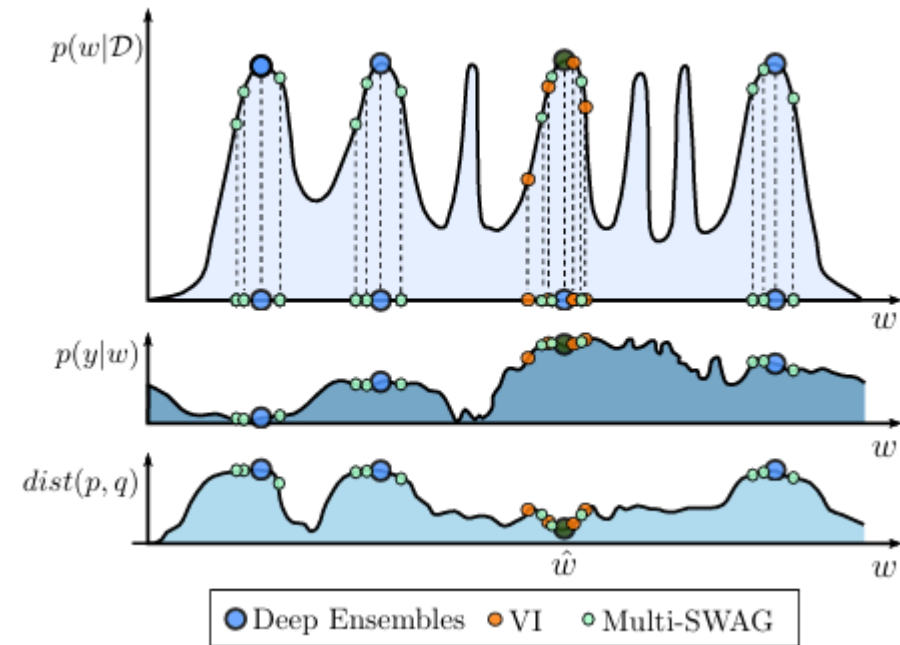 p(w|𝒟)
w
p(y|w)
w
dist(p, q)
ŵ
w
Deep Ensembles VI Multi-SWAG